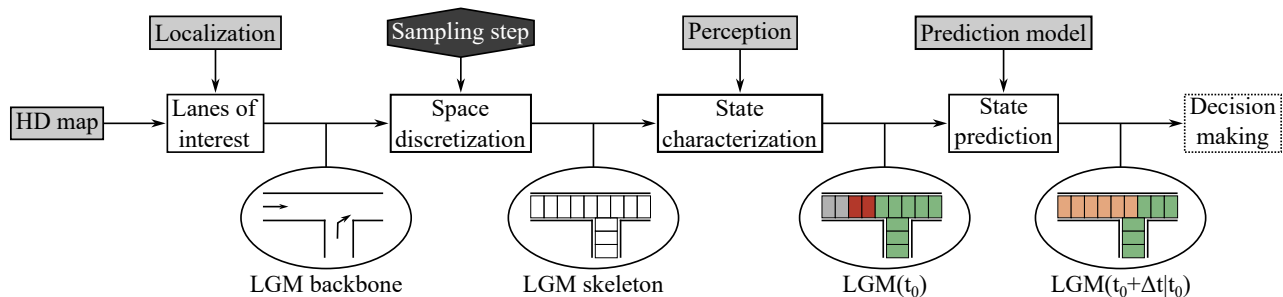 Localization
Sampling step
Perception
Prediction model
HD map
Lanes of
interest
Space
discretization
State
characterization
State
prediction
Decision
making
LGM backbone
LGM skeleton
LGM(t₀)
LGM(t₀+Δt|t₀)